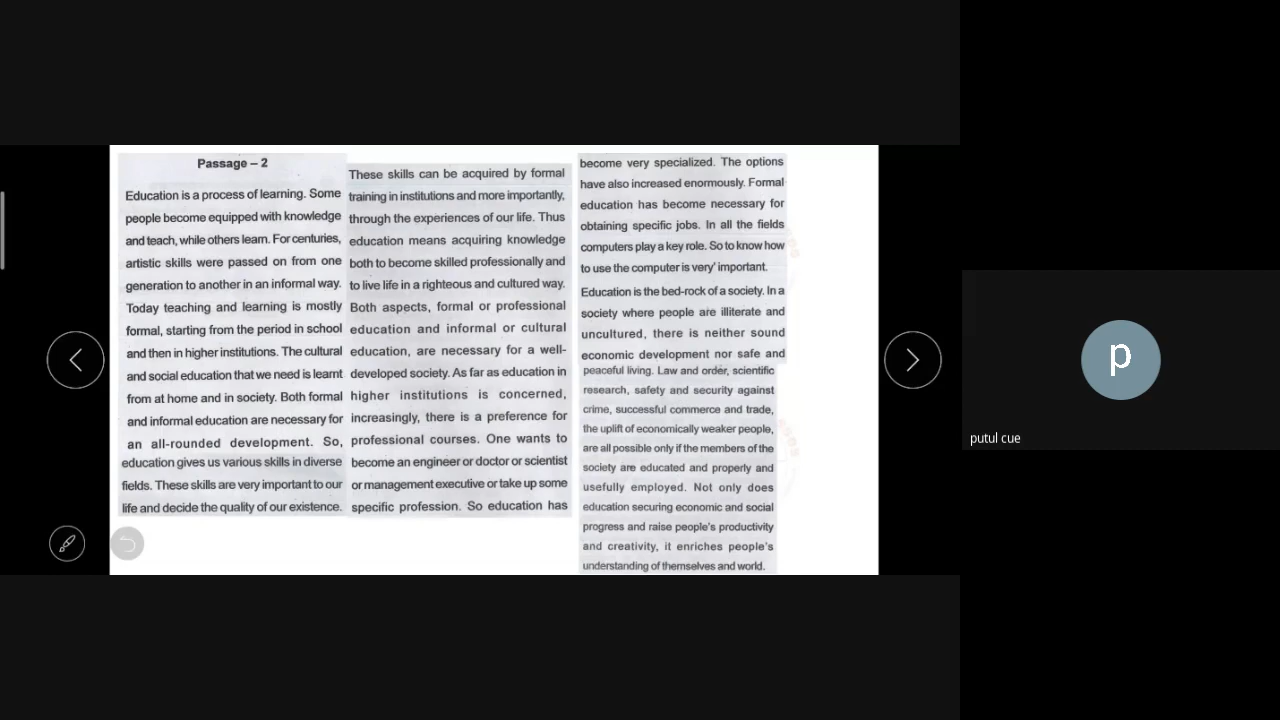 Passage – 2
Education is a process of learning. Some
people become equipped with knowledge
and teach, while others learn. For centuries,
artistic skills were passed on from one
generation to another in an informal way.
Today teaching and learning is mostly
formal, starting from the period in school
and then in higher institutions. The cultural
and social education that we need is learnt
from at home and in society. Both formal
and informal education are necessary for
an all-rounded development. So,
education gives us various skills in diverse
fields. These skills are very important to our
life and decide the quality of our existence.
These skills can be acquired by formal
training in institutions and more importantly,
through the experiences of our life. Thus
education means acquiring knowledge
both to become skilled professionally and
to live life in a righteous and cultured way.
Both aspects, formal or professional
education and informal or cultural
education, are necessary for a well-
developed society. As far as education in
higher institutions is concerned,
increasingly, there is a preference for
professional courses. One wants to
become an engineer or doctor or scientist
or management executive or take up some
specific profession. So education has
become very specialized. The options
have also increased enormously. Formal
education has become necessary for
obtaining specific jobs. In all the fields
computers play a key role. So to know how
to use the computer is very' important.
Education is the bed-rock of a society. In a
society where people are illiterate and
uncultured, there is neither sound
economic development nor safe and
peaceful living. Law and order, scientific
research, safety and security against
crime, successful commerce and trade,
the uplift of economically weaker people,
are all possible only if the members of the
society are educated and properly and
usefully employed. Not only does
education securing economic and social
progress and raise people's productivity
and creativity, it enriches people's
understanding of themselves and world.
p
putul cue